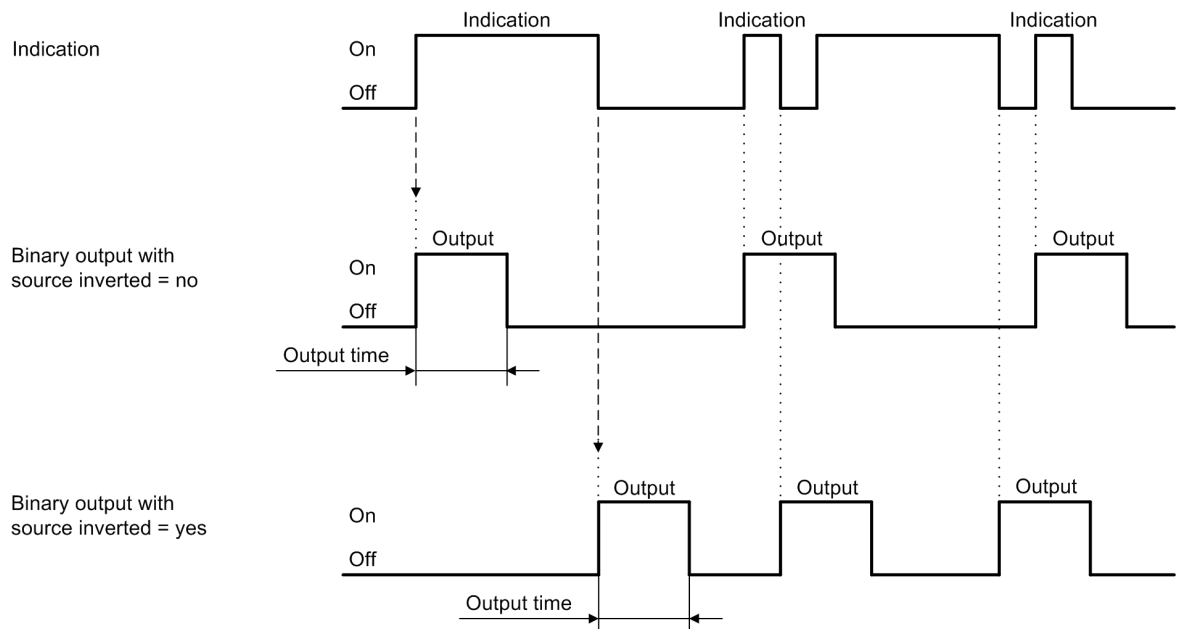 Indication Indication Indication
Indication
On
Off
Output Output Output
Binary output with
source inverted = no
On
Off
Output time
Output Output Output
Binary output with
source inverted = yes
On
Off
Output time